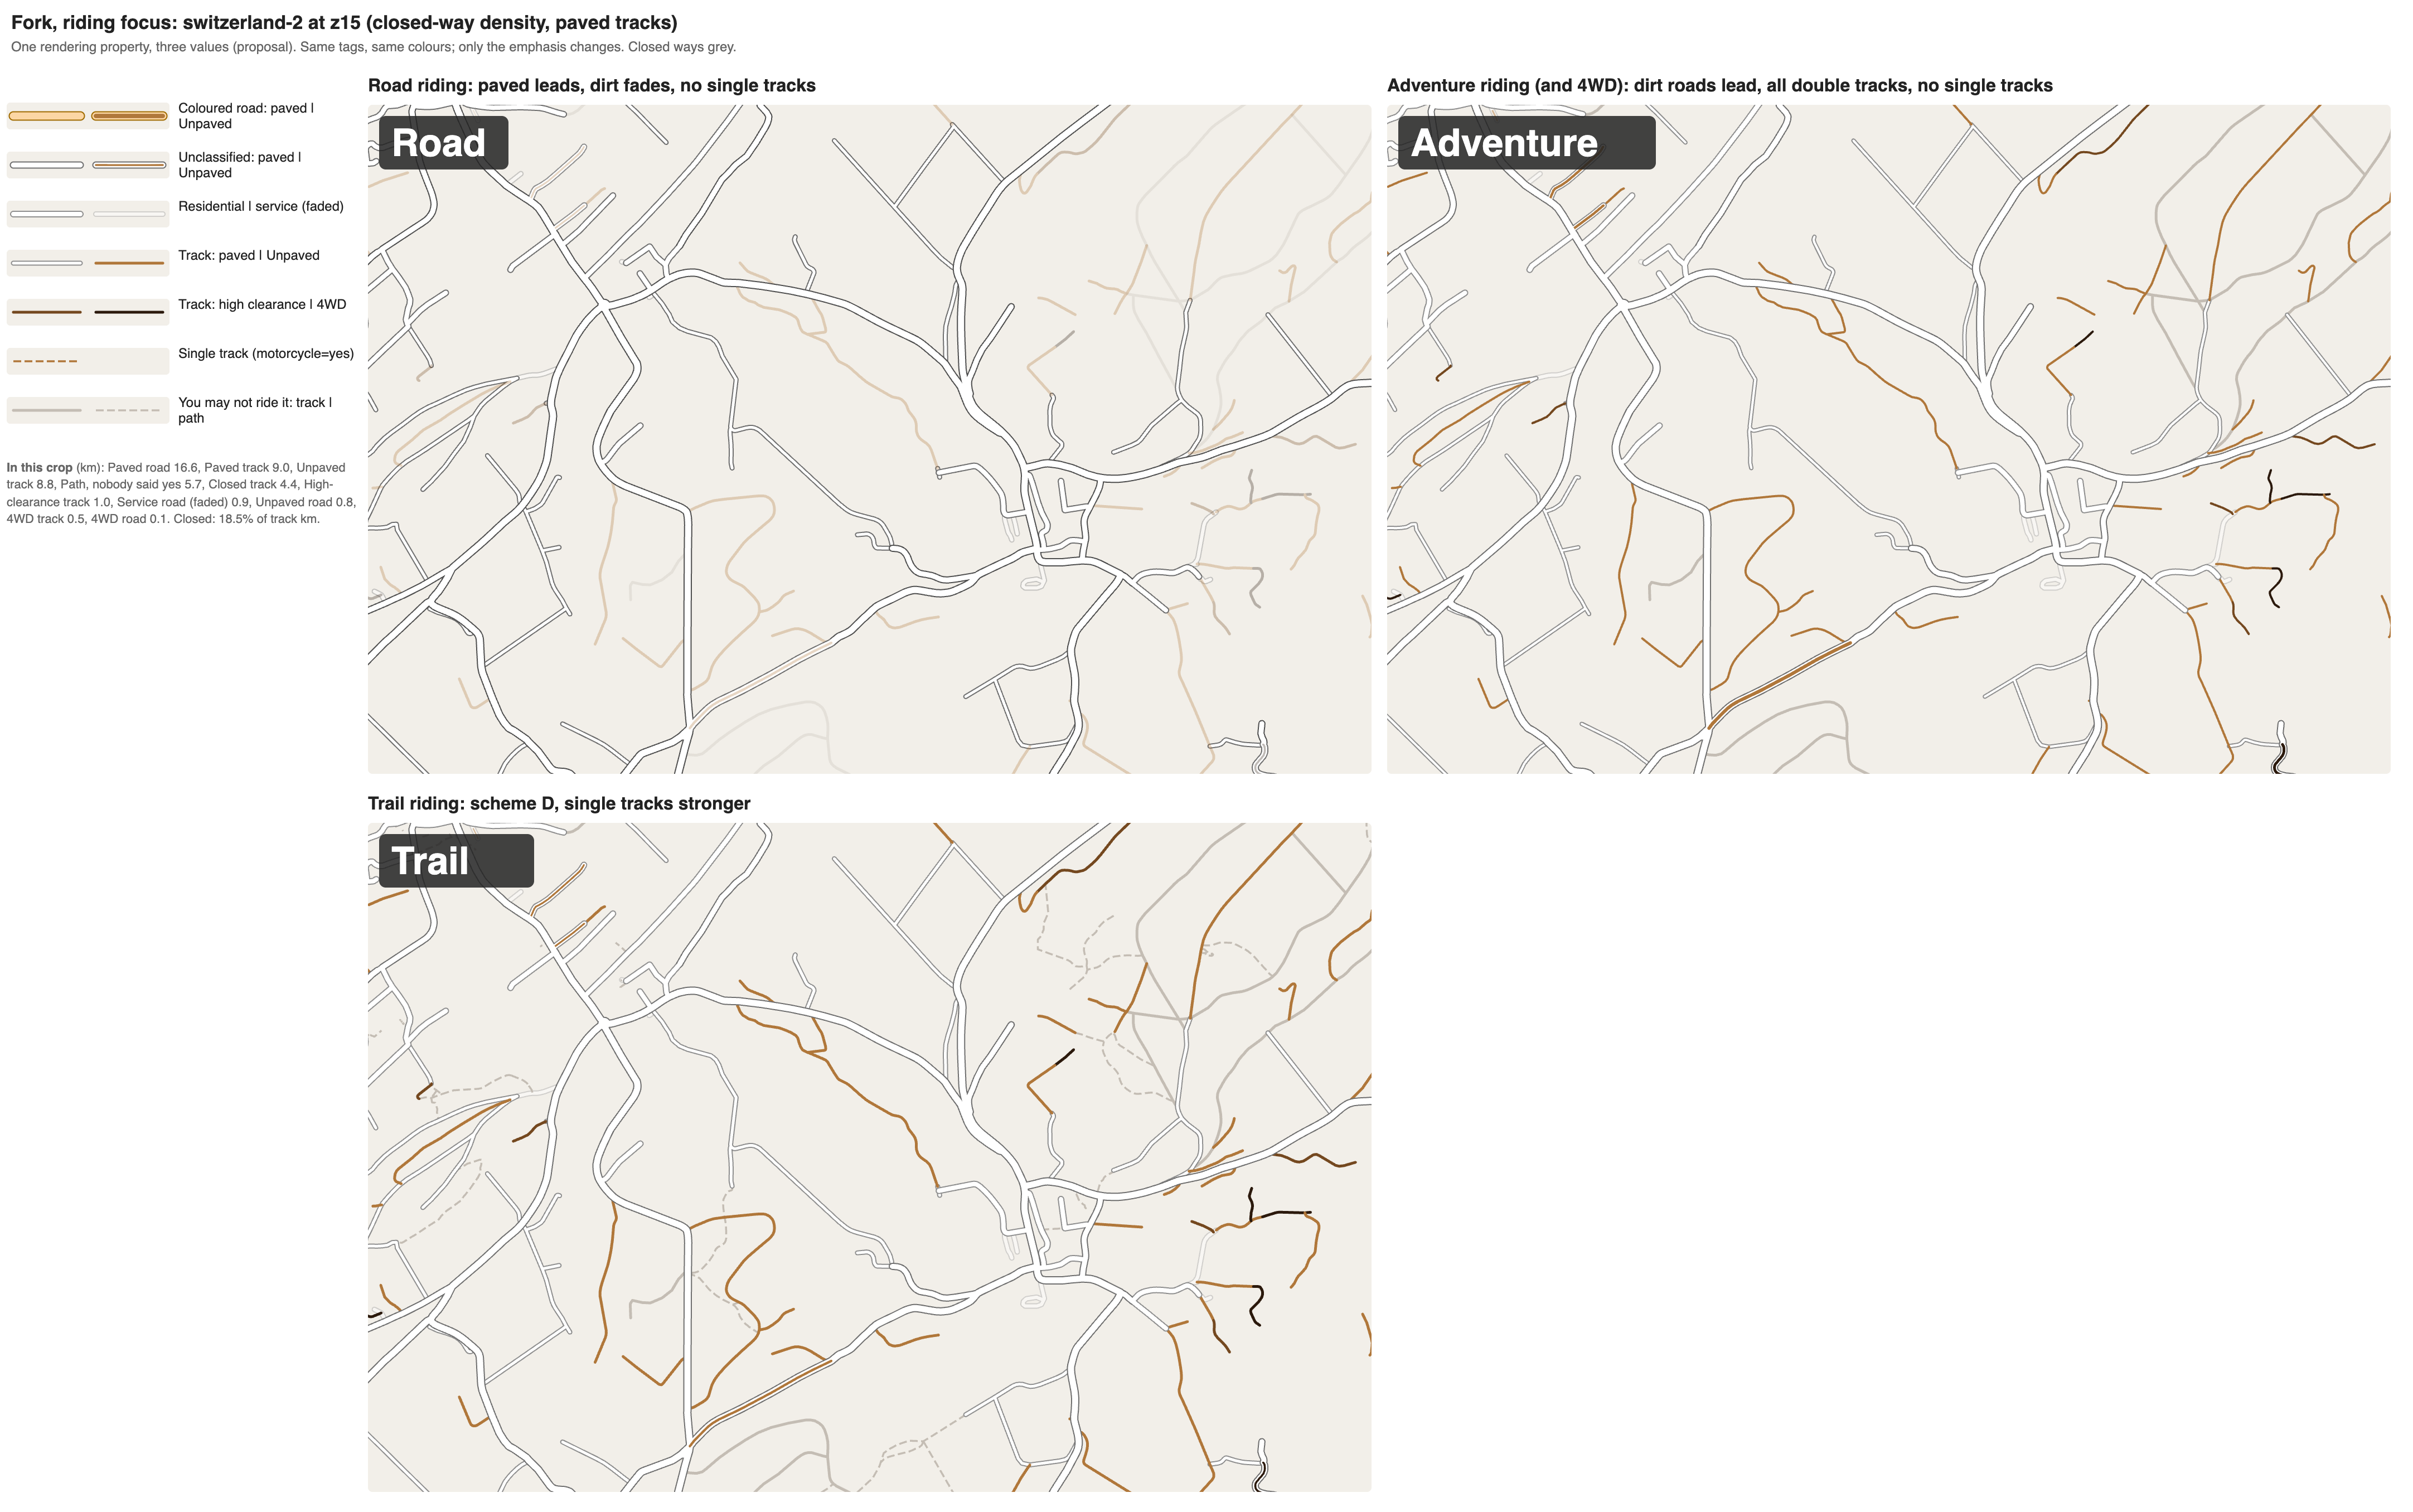 Fork, riding focus: switzerland-2 at z15 (closed-way density, paved tracks)
One rendering property, three values (proposal). Same tags, same colours; only the emphasis changes. Closed ways grey.
Coloured road: paved |
Unpaved
Unclassified: paved |
Unpaved
Residential | service (faded)
Track: paved | Unpaved
Track: high clearance | 4WD
Single track (motorcycle=yes)
You may not ride it: track |
path
In this crop (km): Paved road 16.6, Paved track 9.0, Unpaved
track 8.8, Path, nobody said yes 5.7, Closed track 4.4, High-
clearance track 1.0, Service road (faded) 0.9, Unpaved road 0.8,
4WD track 0.5, 4WD road 0.1. Closed: 18.5% of track km.
Road riding: paved leads, dirt fades, no single tracks
Road
Adventure riding (and 4WD): dirt roads lead, all double tracks, no single tracks
Adventure
Trail riding: scheme D, single tracks stronger
Trail